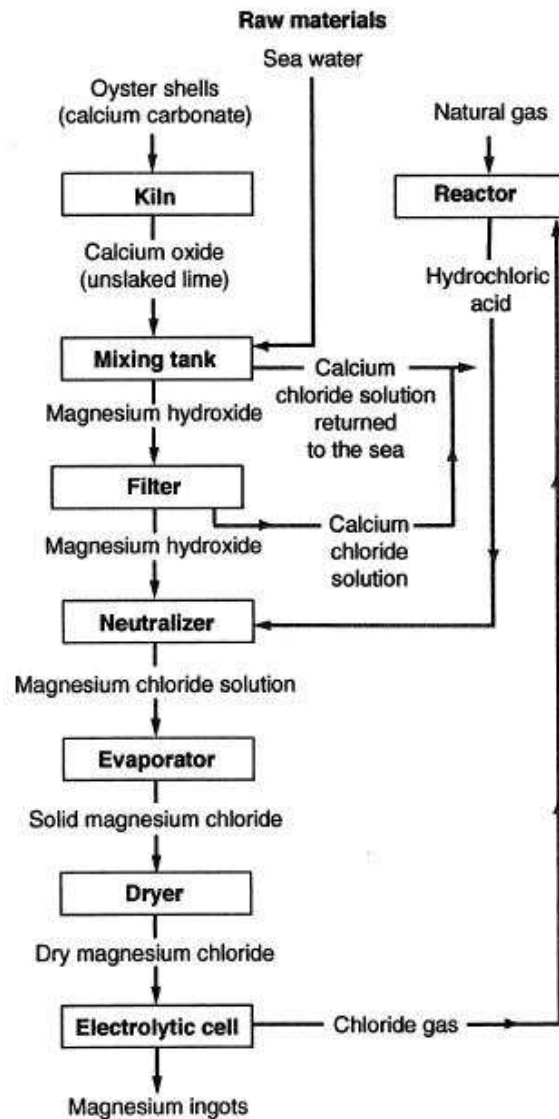 Raw materials
Sea water
Oyster shells
(calcium carbonate)
Natural gas
Kiln
Reactor
Calcium oxide
(unslaked lime)
Hydrochloric
acid
Mixing tank
Calcium
chloride solution
returned
to the sea
Magnesium hydroxide
Filter
Calcium
chloride
solution
Magnesium hydroxide
Neutralizer
Magnesium chloride solution
Evaporator
Solid magnesium chloride
Dryer
Dry magnesium chloride
Electrolytic cell
Chloride gas
Magnesium ingots